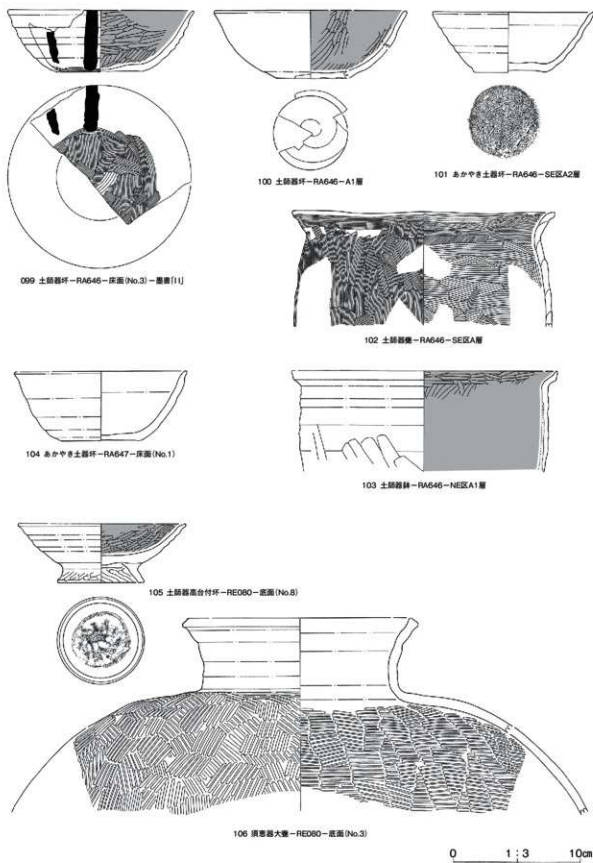 099 土師器坏−RA646−床面(No.3)−墨書「||」
100 土師器坏−RA646−A1層
101 あかやき土器坏−RA646−SE区A2層
102 土師器甕−RA646−SE区A層
104 あかやき土器坏−RA647−床面(No.1)
103 土師器鉢−RA646−NE区A1層
105 土師器高台付坏−RE080−底面(No.8)
106 須恵器大甕−RE080−底面(No.3)
0 1:3 10cm